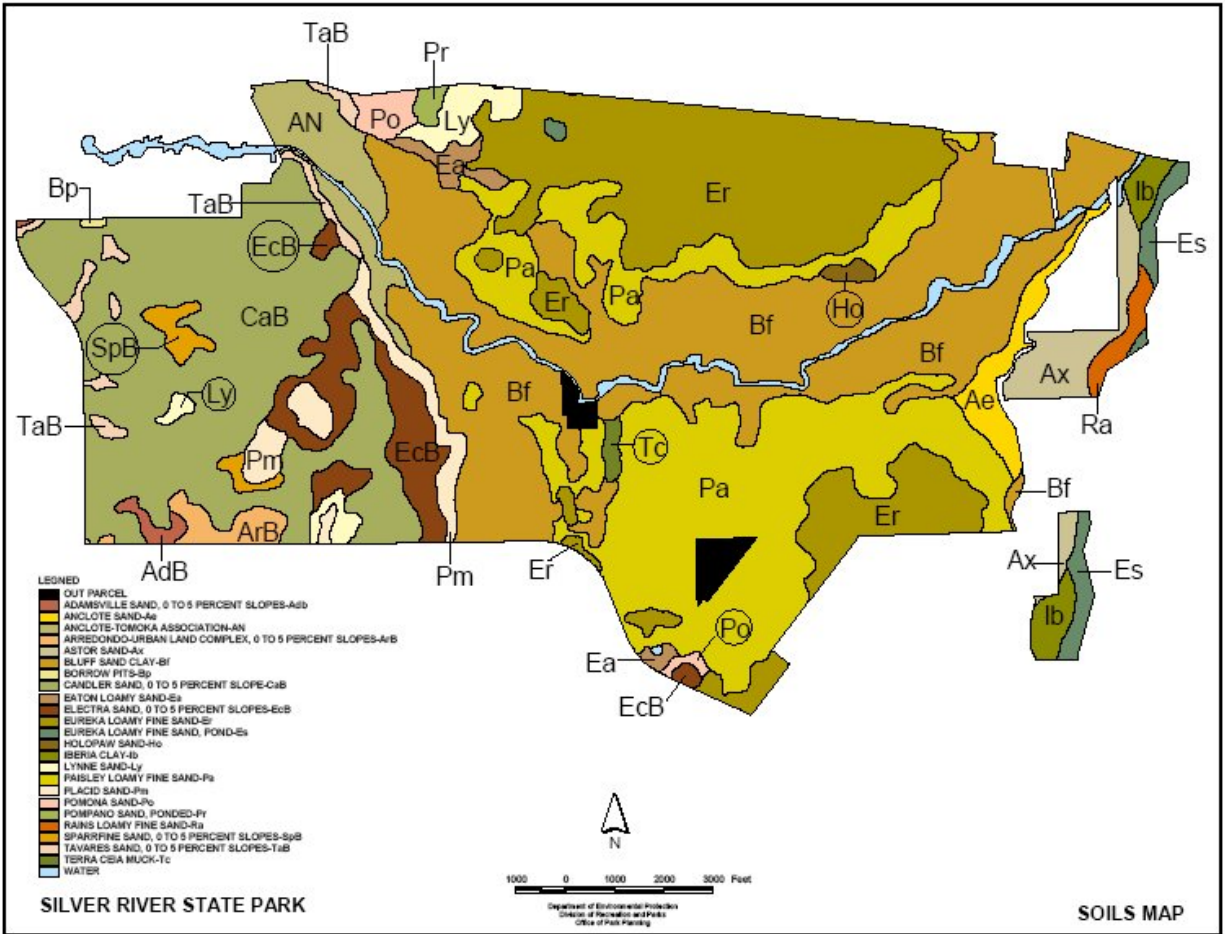 TaB
Pr
AN
Po
Ly
Ea
Bp
TaB
Er
Ib
Es
EcB
Pa
Er
Pa
Ho
CaB
Bf
SpB
Bf
Ly
Bf
Ax
Ae
Ra
TaB
Pm
EcB
Tc
Pa
Bf
Er
ArB
AdB
Pm
Er
Ax
Es
Ib
Po
Ea
EcB
LEGNED
OUT PARCEL
ADAMSVILLE SAND, 0 TO 5 PERCENT SLOPES-Adb
ANCLOTE SAND-Ae
ANCLOTE-TOMOKA ASSOCIATION-AN
ARREDONDO-URBAN LAND COMPLEX, 0 TO 5 PERCENT SLOPES-ArB
ASTOR SAND-Ax
BLUFF SAND CLAY-Bf
BORROW PITS-Bp
CANDLER SAND, 0 TO 5 PERCENT SLOPE-CaB
EATON LOAMY SAND-Ea
ELECTRA SAND, 0 TO 5 PERCENT SLOPES-EcB
EUREKA LOAMY FINE SAND-Er
EUREKA LOAMY FINE SAND, POND-Es
HOLOPAW SAND-Ho
IBERIA CLAY-Ib
LYNNE SAND-Ly
PAISLEY LOAMY FINE SAND-Pa
PLACID SAND-Pm
POMONA SAND-Po
POMPANO SAND, PONDED-Pr
RAINS LOAMY FINE SAND-Ra
SPARRFINE SAND, 0 TO 5 PERCENT SLOPES-SpB
TAVARES SAND, 0 TO 5 PERCENT SLOPES-TaB
TERRA CEIA MUCK-Tc
WATER
N
1000 0 1000 2000 3000 Feet
Department of Environmental Protection
Division of Recreation and Parks
Office of Park Planning
SILVER RIVER STATE PARK
SOILS MAP